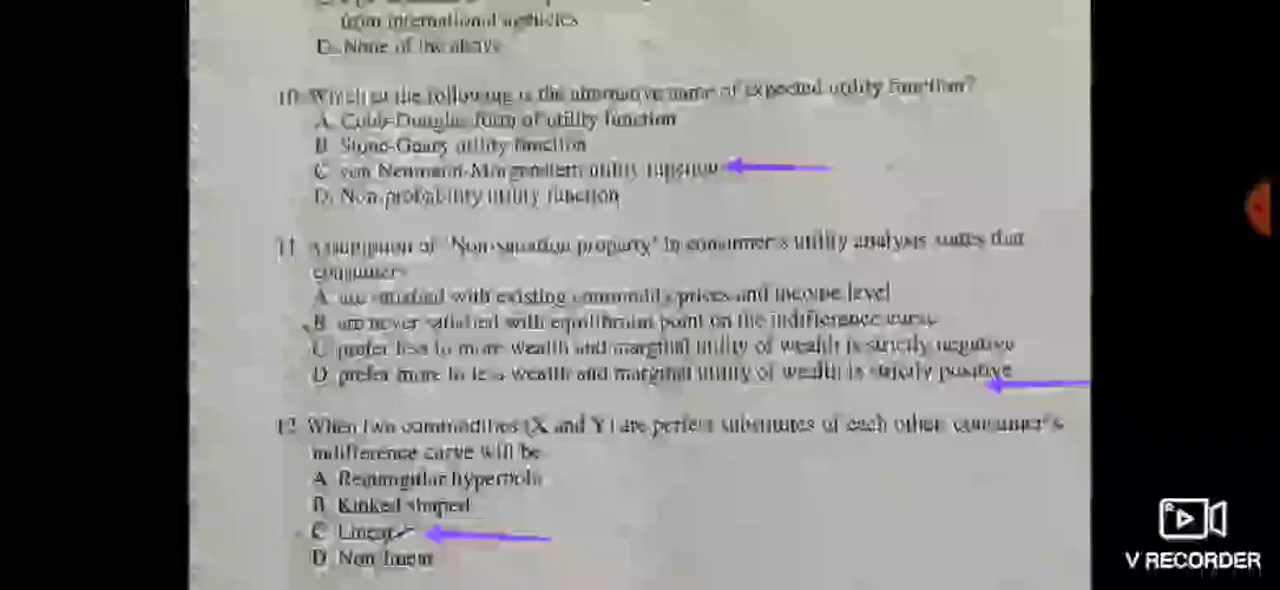 from international agencies
D. None of the above
10. Which of the following is the alternative name of expected utility function?
A. Cobb-Douglas form of utility function
B. Stone-Geary utility function
C. von Neumann-Morgenstern utility function
D. Non-probability utility function
11. Assumption of 'Non-satiation property' in consumer's utility analysis states that
consumers
A. are satisfied with existing commodity prices and income level
B. are never satisfied with equilibrium point on the indifference curve
C. prefer less to more wealth and marginal utility of wealth is strictly negative
D. prefer more to less wealth and marginal utility of wealth is strictly positive
12. When two commodities (X and Y) are perfect substitutes of each other, consumer's
indifference curve will be
A. Rectangular hyperbola
B. Kinked shaped
C. Linear
D. Non linear
V RECORDER